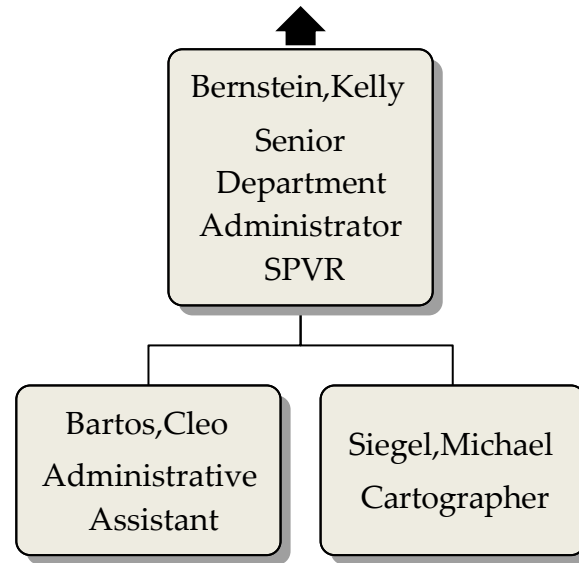 Bernstein,Kelly
Senior
Department
Administrator
SPVR
Bartos,Cleo
Administrative
Assistant
Siegel,Michael
Cartographer